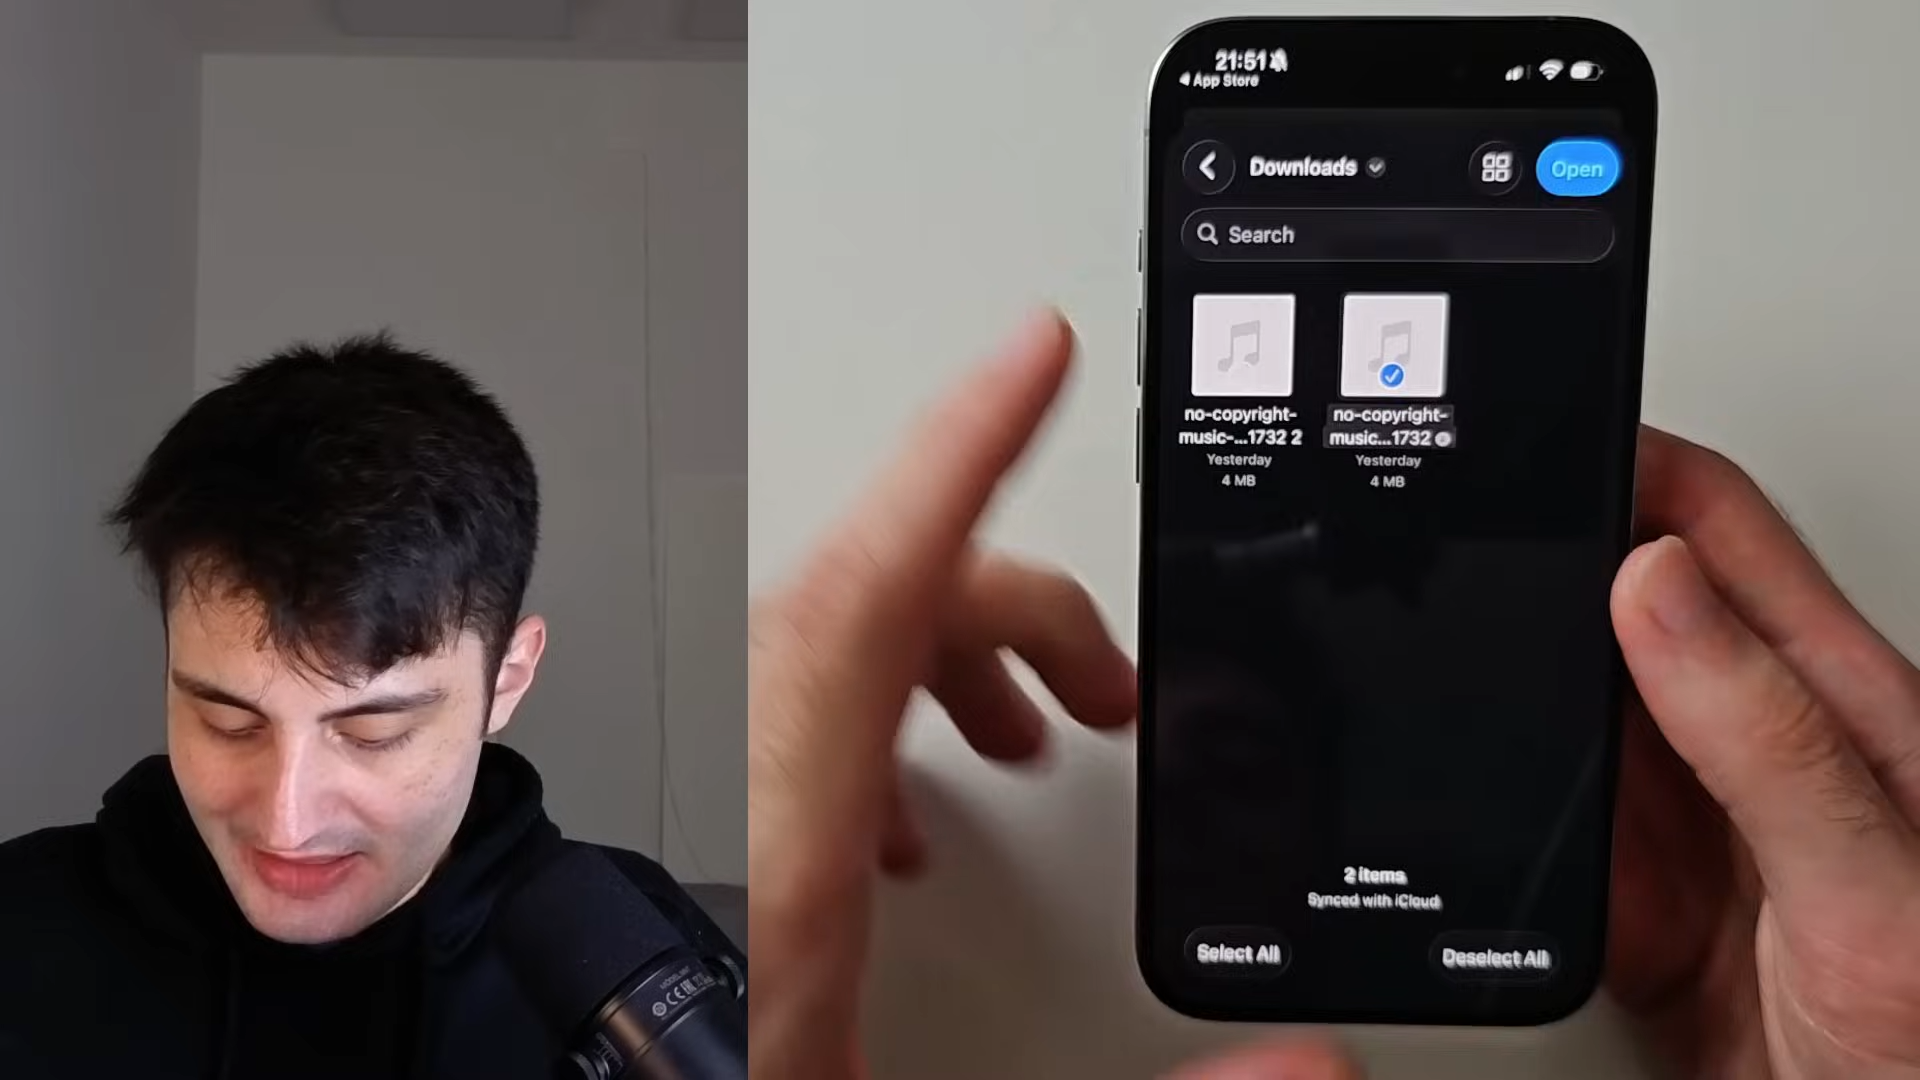 21:51
App Store
Downloads
Open
Search
no-copyright-
music-...1732 2
Yesterday
4 MB
no-copyright-
music...1732
Yesterday
4 MB
2 items
Synced with iCloud
Select All
Deselect All
CE